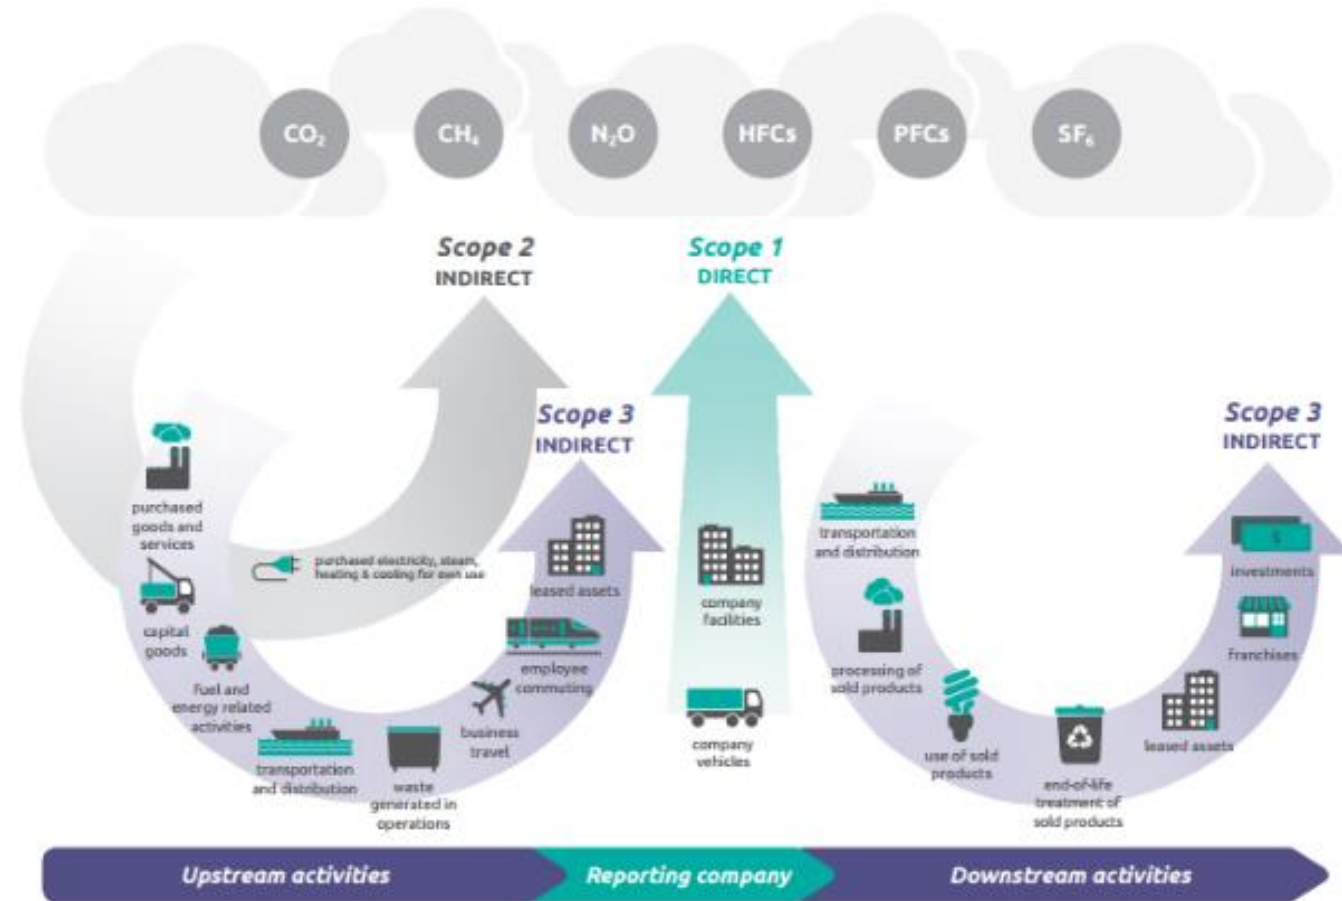 CO₂
CH₄
N₂O
HFCs
PFCs
SF₆
Scope 2
INDIRECT
Scope 1
DIRECT
Scope 3
INDIRECT
Scope 3
INDIRECT
purchased
goods and
services
capital
goods
fuel and
energy related
activities
transportation
and distribution
waste
generated in
operations
business
travel
employee
commuting
leased assets
purchased electricity, steam,
heating & cooling for own use
company
facilities
company
vehicles
transportation
and distribution
processing of
sold products
use of sold
products
end-of-life
treatment of
sold products
leased assets
franchises
investments
$
Upstream activities
Reporting company
Downstream activities